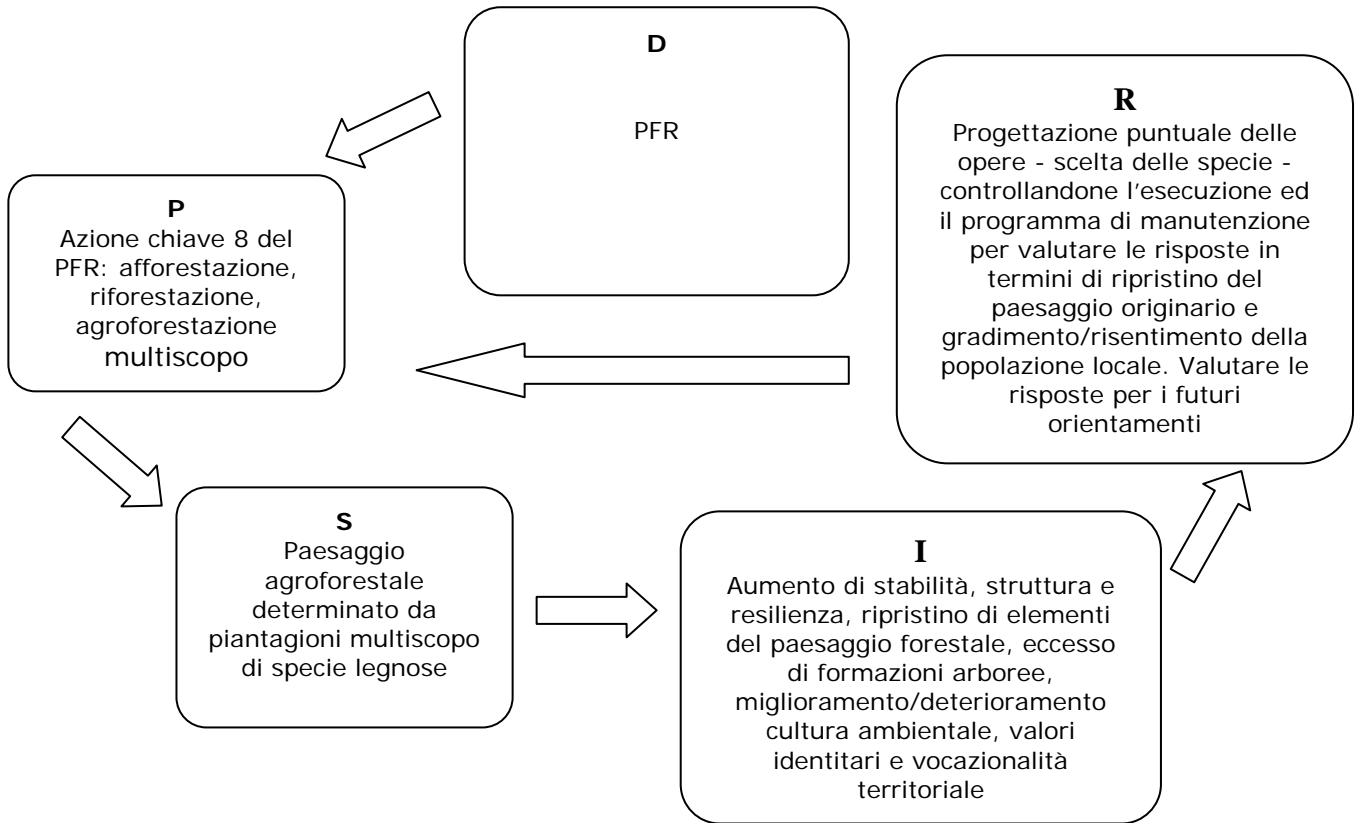 D
PFR
P
Azione chiave 8 del
PFR: afforestazione,
riforestazione,
agroforestazione
multiscopo
S
Paesaggio
agroforestale
determinato da
piantagioni multiscopo
di specie legnose
I
Aumento di stabilità, struttura e
resilienza, ripristino di elementi
del paesaggio forestale, eccesso
di formazioni arboree,
miglioramento/deterioramento
cultura ambientale, valori
identitari e vocazionalità
territoriale
R
Progettazione puntuale delle
opere - scelta delle specie -
controllandone l'esecuzione ed
il programma di manutenzione
per valutare le risposte in
termini di ripristino del
paesaggio originario e
gradimento/risentimento della
popolazione locale. Valutare le
risposte per i futuri
orientamenti